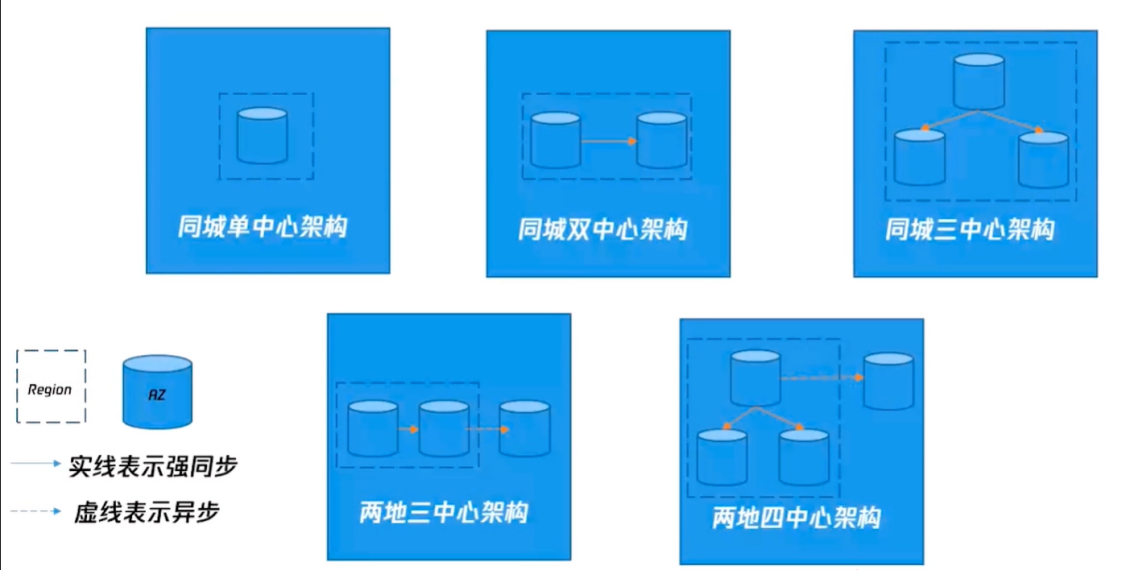 同城单中心架构
同城双中心架构
同城三中心架构
Region
AZ
实线表示强同步
虚线表示异步
两地三中心架构
两地四中心架构